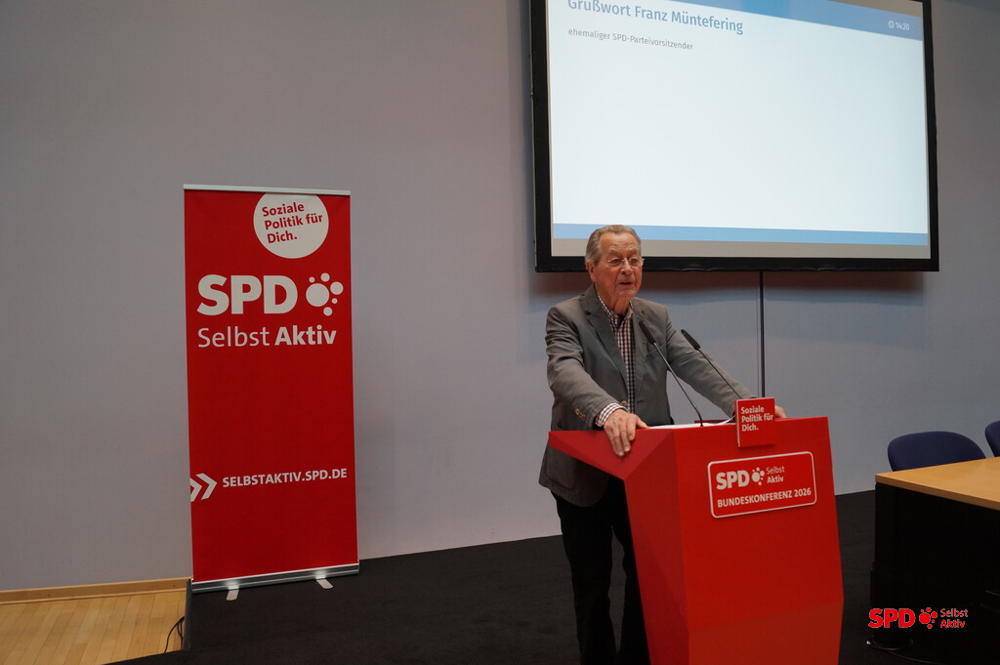 Grußwort Franz Müntefering
14:20
ehemaliger SPD-Parteivorsitzender
Soziale
Politik für
Dich.
SPD
Selbst Aktiv
SELBSTAKTIV.SPD.DE
Soziale
Politik für
Dich.
SPD Selbst
Aktiv
BUNDESKONFERENZ 2026
SPD Selbst
Aktiv